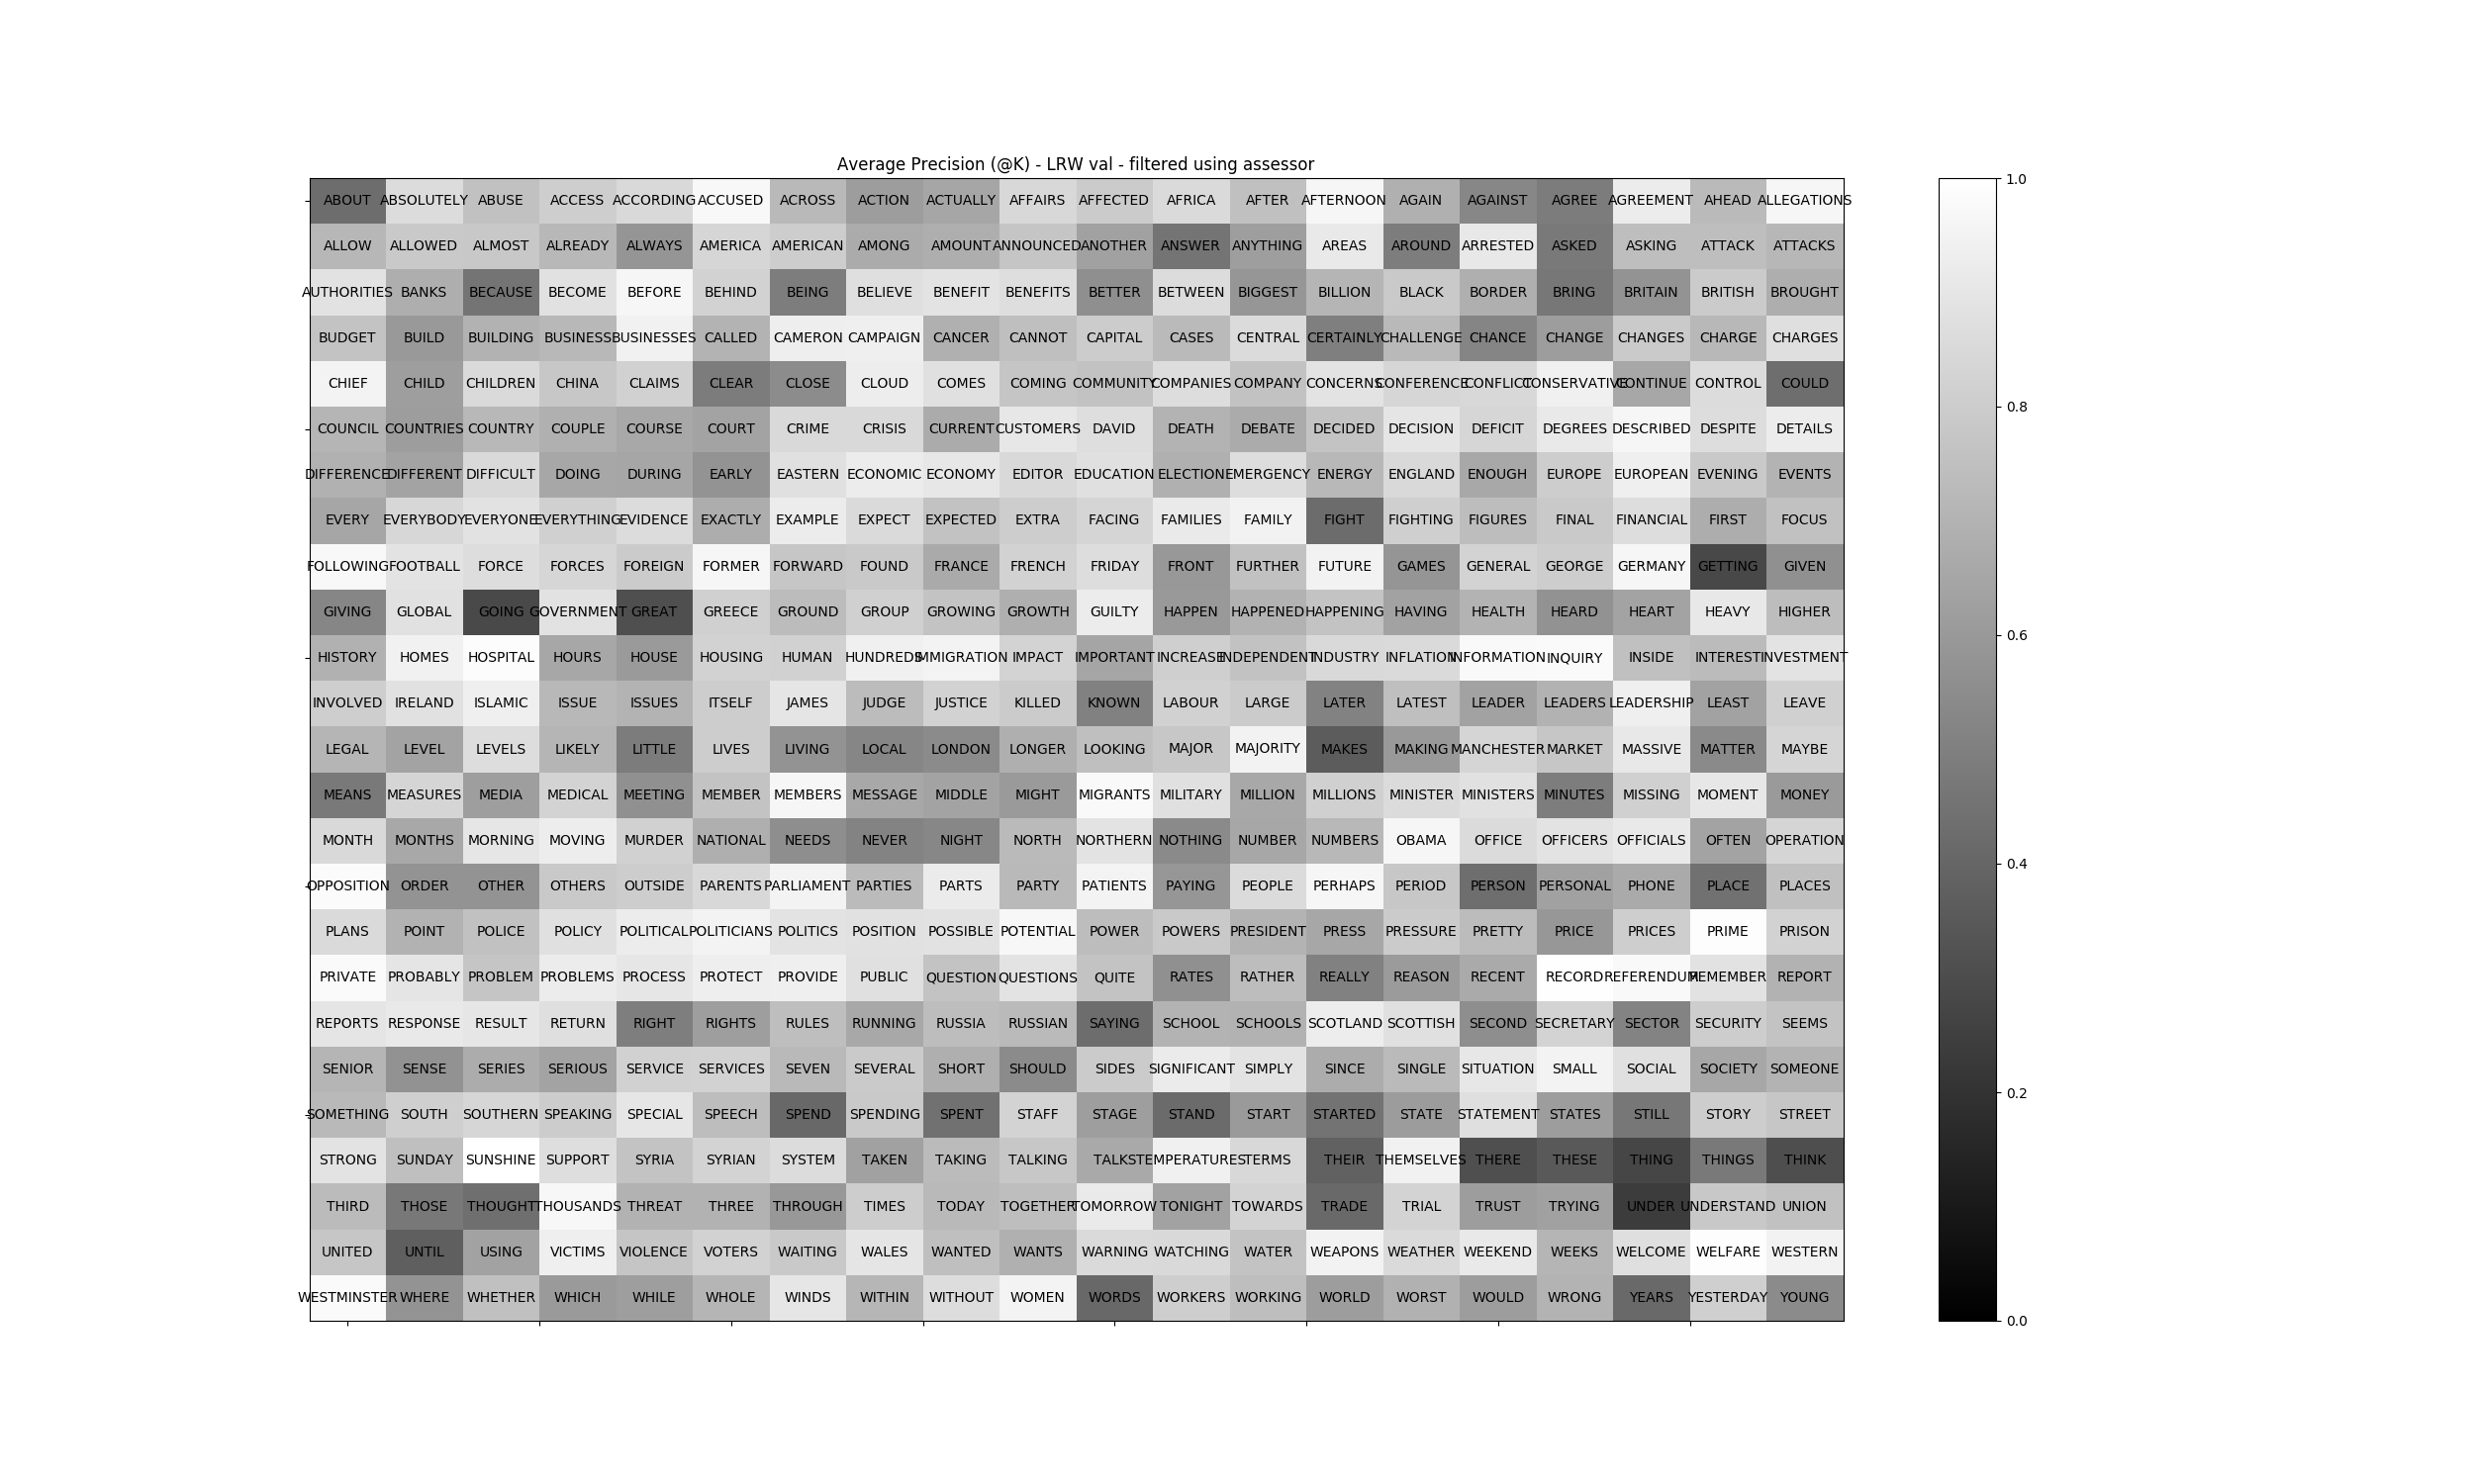 Average Precision (@K) - LRW val - filtered using assessor
ABOUT ABSOLUTELY ABUSE ACCESS ACCORDING ACCUSED ACROSS ACTION ACTUALLY AFFAIRS AFFECTED AFRICA AFTER AFTERNOON AGAIN AGAINST AGREE AGREEMENT AHEAD ALLEGATIONS
ALLOW ALLOWED ALMOST ALREADY ALWAYS AMERICA AMERICAN AMONG AMOUNT ANNOUNCED ANOTHER ANSWER ANYTHING AREAS AROUND ARRESTED ASKED ASKING ATTACK ATTACKS
AUTHORITIES BANKS BECAUSE BECOME BEFORE BEHIND BEING BELIEVE BENEFIT BENEFITS BETTER BETWEEN BIGGEST BILLION BLACK BORDER BRING BRITAIN BRITISH BROUGHT
BUDGET BUILD BUILDING BUSINESS BUSINESSES CALLED CAMERON CAMPAIGN CANCER CANNOT CAPITAL CASES CENTRAL CERTAINLY CHALLENGE CHANCE CHANGE CHANGES CHARGE CHARGES
CHIEF CHILD CHILDREN CHINA CLAIMS CLEAR CLOSE CLOUD COMES COMING COMMUNITY COMPANIES COMPANY CONCERNS CONFERENCE CONFLICT CONSERVATIVE CONTINUE CONTROL COULD
COUNCIL COUNTRIES COUNTRY COUPLE COURSE COURT CRIME CRISIS CURRENT CUSTOMERS DAVID DEATH DEBATE DECIDED DECISION DEFICIT DEGREES DESCRIBED DESPITE DETAILS
DIFFERENCE DIFFERENT DIFFICULT DOING DURING EARLY EASTERN ECONOMIC ECONOMY EDITOR EDUCATION ELECTION EMERGENCY ENERGY ENGLAND ENOUGH EUROPE EUROPEAN EVENING EVENTS
EVERY EVERYBODY EVERYONE EVERYTHING EVIDENCE EXACTLY EXAMPLE EXPECT EXPECTED EXTRA FACING FAMILIES FAMILY FIGHT FIGHTING FIGURES FINAL FINANCIAL FIRST FOCUS
FOLLOWING FOOTBALL FORCE FORCES FOREIGN FORMER FORWARD FOUND FRANCE FRENCH FRIDAY FRONT FURTHER FUTURE GAMES GENERAL GEORGE GERMANY GETTING GIVEN
GIVING GLOBAL GOING GOVERNMENT GREAT GREECE GROUND GROUP GROWING GROWTH GUILTY HAPPEN HAPPENED HAPPENING HAVING HEALTH HEARD HEART HEAVY HIGHER
HISTORY HOMES HOSPITAL HOURS HOUSE HOUSING HUMAN HUNDREDS IMMIGRATION IMPACT IMPORTANT INCREASE INDEPENDENT INDUSTRY INFLATION INFORMATION INQUIRY INSIDE INTEREST INVESTMENT
INVOLVED IRELAND ISLAMIC ISSUE ISSUES ITSELF JAMES JUDGE JUSTICE KILLED KNOWN LABOUR LARGE LATER LATEST LEADER LEADERS LEADERSHIP LEAST LEAVE
LEGAL LEVEL LEVELS LIKELY LITTLE LIVES LIVING LOCAL LONDON LONGER LOOKING MAJOR MAJORITY MAKES MAKING MANCHESTER MARKET MASSIVE MATTER MAYBE
MEANS MEASURES MEDIA MEDICAL MEETING MEMBER MEMBERS MESSAGE MIDDLE MIGHT MIGRANTS MILITARY MILLION MILLIONS MINISTER MINISTERS MINUTES MISSING MOMENT MONEY
MONTH MONTHS MORNING MOVING MURDER NATIONAL NEEDS NEVER NIGHT NORTH NORTHERN NOTHING NUMBER NUMBERS OBAMA OFFICE OFFICERS OFFICIALS OFTEN OPERATION
OPPOSITION ORDER OTHER OTHERS OUTSIDE PARENTS PARLIAMENT PARTIES PARTS PARTY PATIENTS PAYING PEOPLE PERHAPS PERIOD PERSON PERSONAL PHONE PLACE PLACES
PLANS POINT POLICE POLICY POLITICAL POLITICIANS POLITICS POSITION POSSIBLE POTENTIAL POWER POWERS PRESIDENT PRESS PRESSURE PRETTY PRICE PRICES PRIME PRISON
PRIVATE PROBABLY PROBLEM PROBLEMS PROCESS PROTECT PROVIDE PUBLIC QUESTION QUESTIONS QUITE RATES RATHER REALLY REASON RECENT RECORD REFERENDUM REMEMBER REPORT
REPORTS RESPONSE RESULT RETURN RIGHT RIGHTS RULES RUNNING RUSSIA RUSSIAN SAYING SCHOOL SCHOOLS SCOTLAND SCOTTISH SECOND SECRETARY SECTOR SECURITY SEEMS
SENIOR SENSE SERIES SERIOUS SERVICE SERVICES SEVEN SEVERAL SHORT SHOULD SIDES SIGNIFICANT SIMPLY SINCE SINGLE SITUATION SMALL SOCIAL SOCIETY SOMEONE
SOMETHING SOUTH SOUTHERN SPEAKING SPECIAL SPEECH SPEND SPENDING SPENT STAFF STAGE STAND START STARTED STATE STATEMENT STATES STILL STORY STREET
STRONG SUNDAY SUNSHINE SUPPORT SYRIA SYRIAN SYSTEM TAKEN TAKING TALKING TALKS TEMPERATURES TERMS THEIR THEMSELVES THERE THESE THING THINGS THINK
THIRD THOSE THOUGHT THOUSANDS THREAT THREE THROUGH TIMES TODAY TOGETHER TOMORROW TONIGHT TOWARDS TRADE TRIAL TRUST TRYING UNDER UNDERSTAND UNION
UNITED UNTIL USING VICTIMS VIOLENCE VOTERS WAITING WALES WANTED WANTS WARNING WATCHING WATER WEAPONS WEATHER WEEKEND WEEKS WELCOME WELFARE WESTERN
WESTMINSTER WHERE WHETHER WHICH WHILE WHOLE WINDS WITHIN WITHOUT WOMEN WORDS WORKERS WORKING WORLD WORST WOULD WRONG YEARS YESTERDAY YOUNG
1.0
0.8
0.6
0.4
0.2
0.0